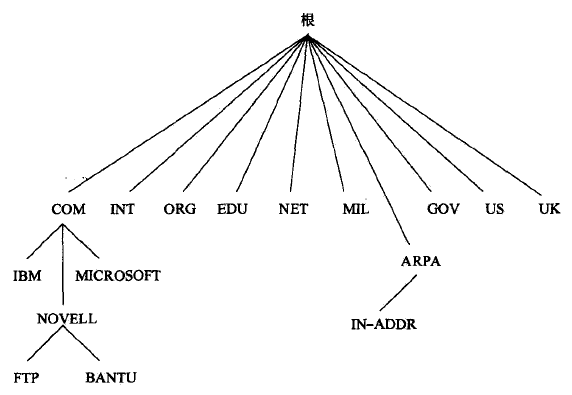 根
COM INT ORG EDU NET MIL GOV US UK
ARPA
IBM MICROSOFT
NOVELL IN-ADDR
FTP BANTU